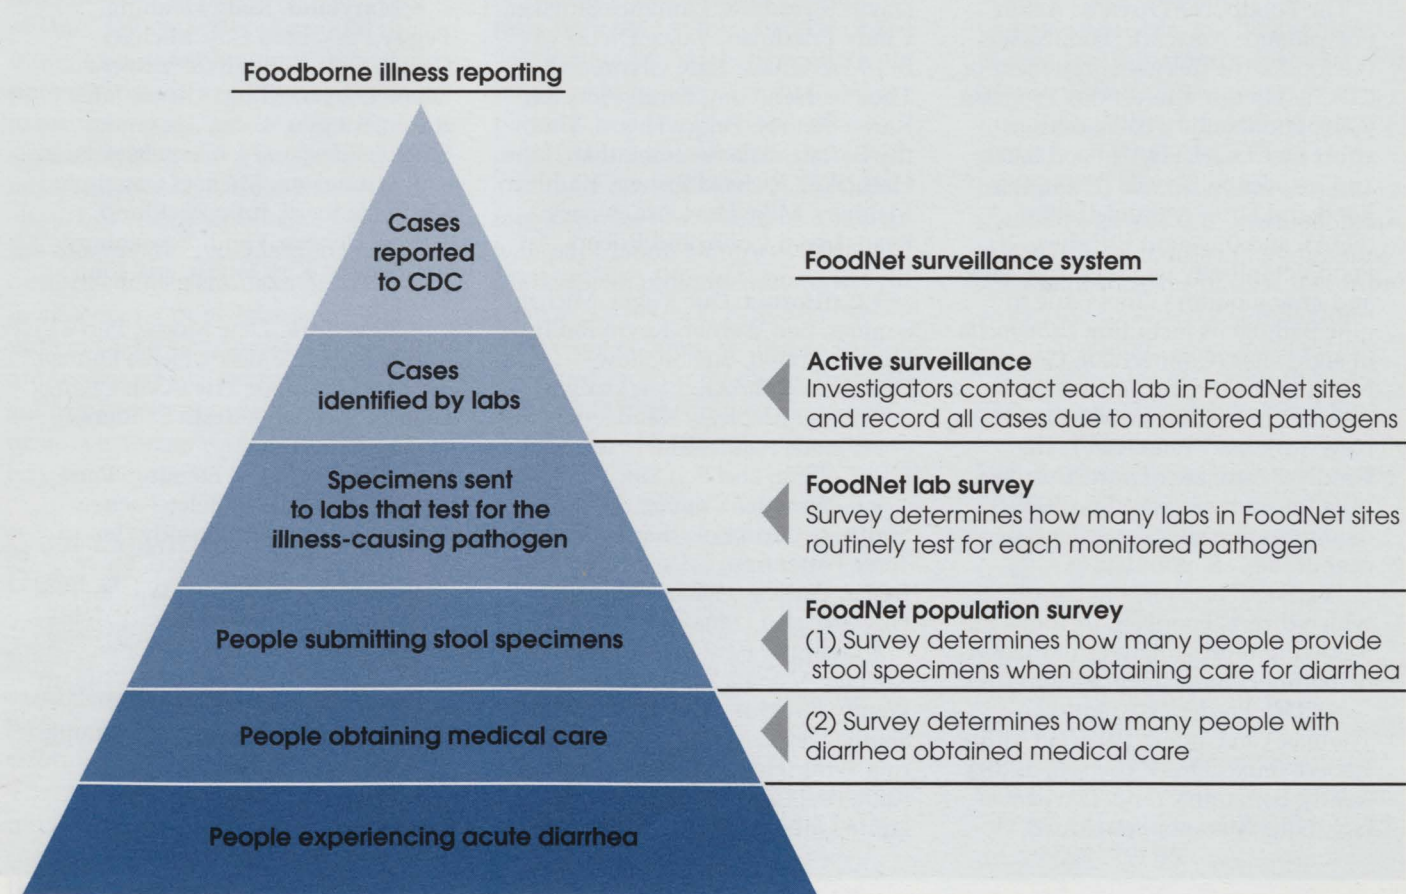 Foodborne illness reporting
Cases
reported
to CDC
Cases
identified by labs
Specimens sent
to labs that test for the
illness-causing pathogen
People submitting stool specimens
People obtaining medical care
People experiencing acute diarrhea
FoodNet surveillance system
Active surveillance
Investigators contact each lab in FoodNet sites
and record all cases due to monitored pathogens
FoodNet lab survey
Survey determines how many labs in FoodNet sites
routinely test for each monitored pathogen
FoodNet population survey
(1) Survey determines how many people provide
stool specimens when obtaining care for diarrhea
(2) Survey determines how many people with
diarrhea obtained medical care